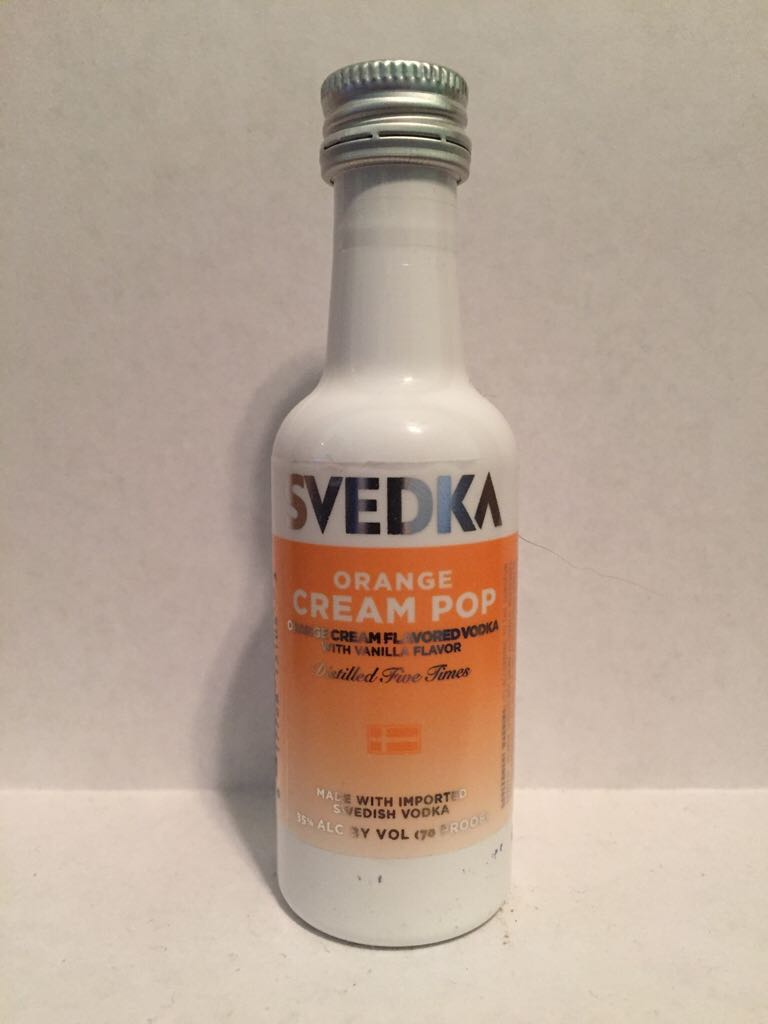 SVEDKA
ORANGE
CREAM POP
ORANGE CREAM FLAVORED VODKA
WITH VANILLA FLAVOR
Distilled Five Times
MADE WITH IMPORTED
SWEDISH VODKA
35% ALC BY VOL (70 PROOF)